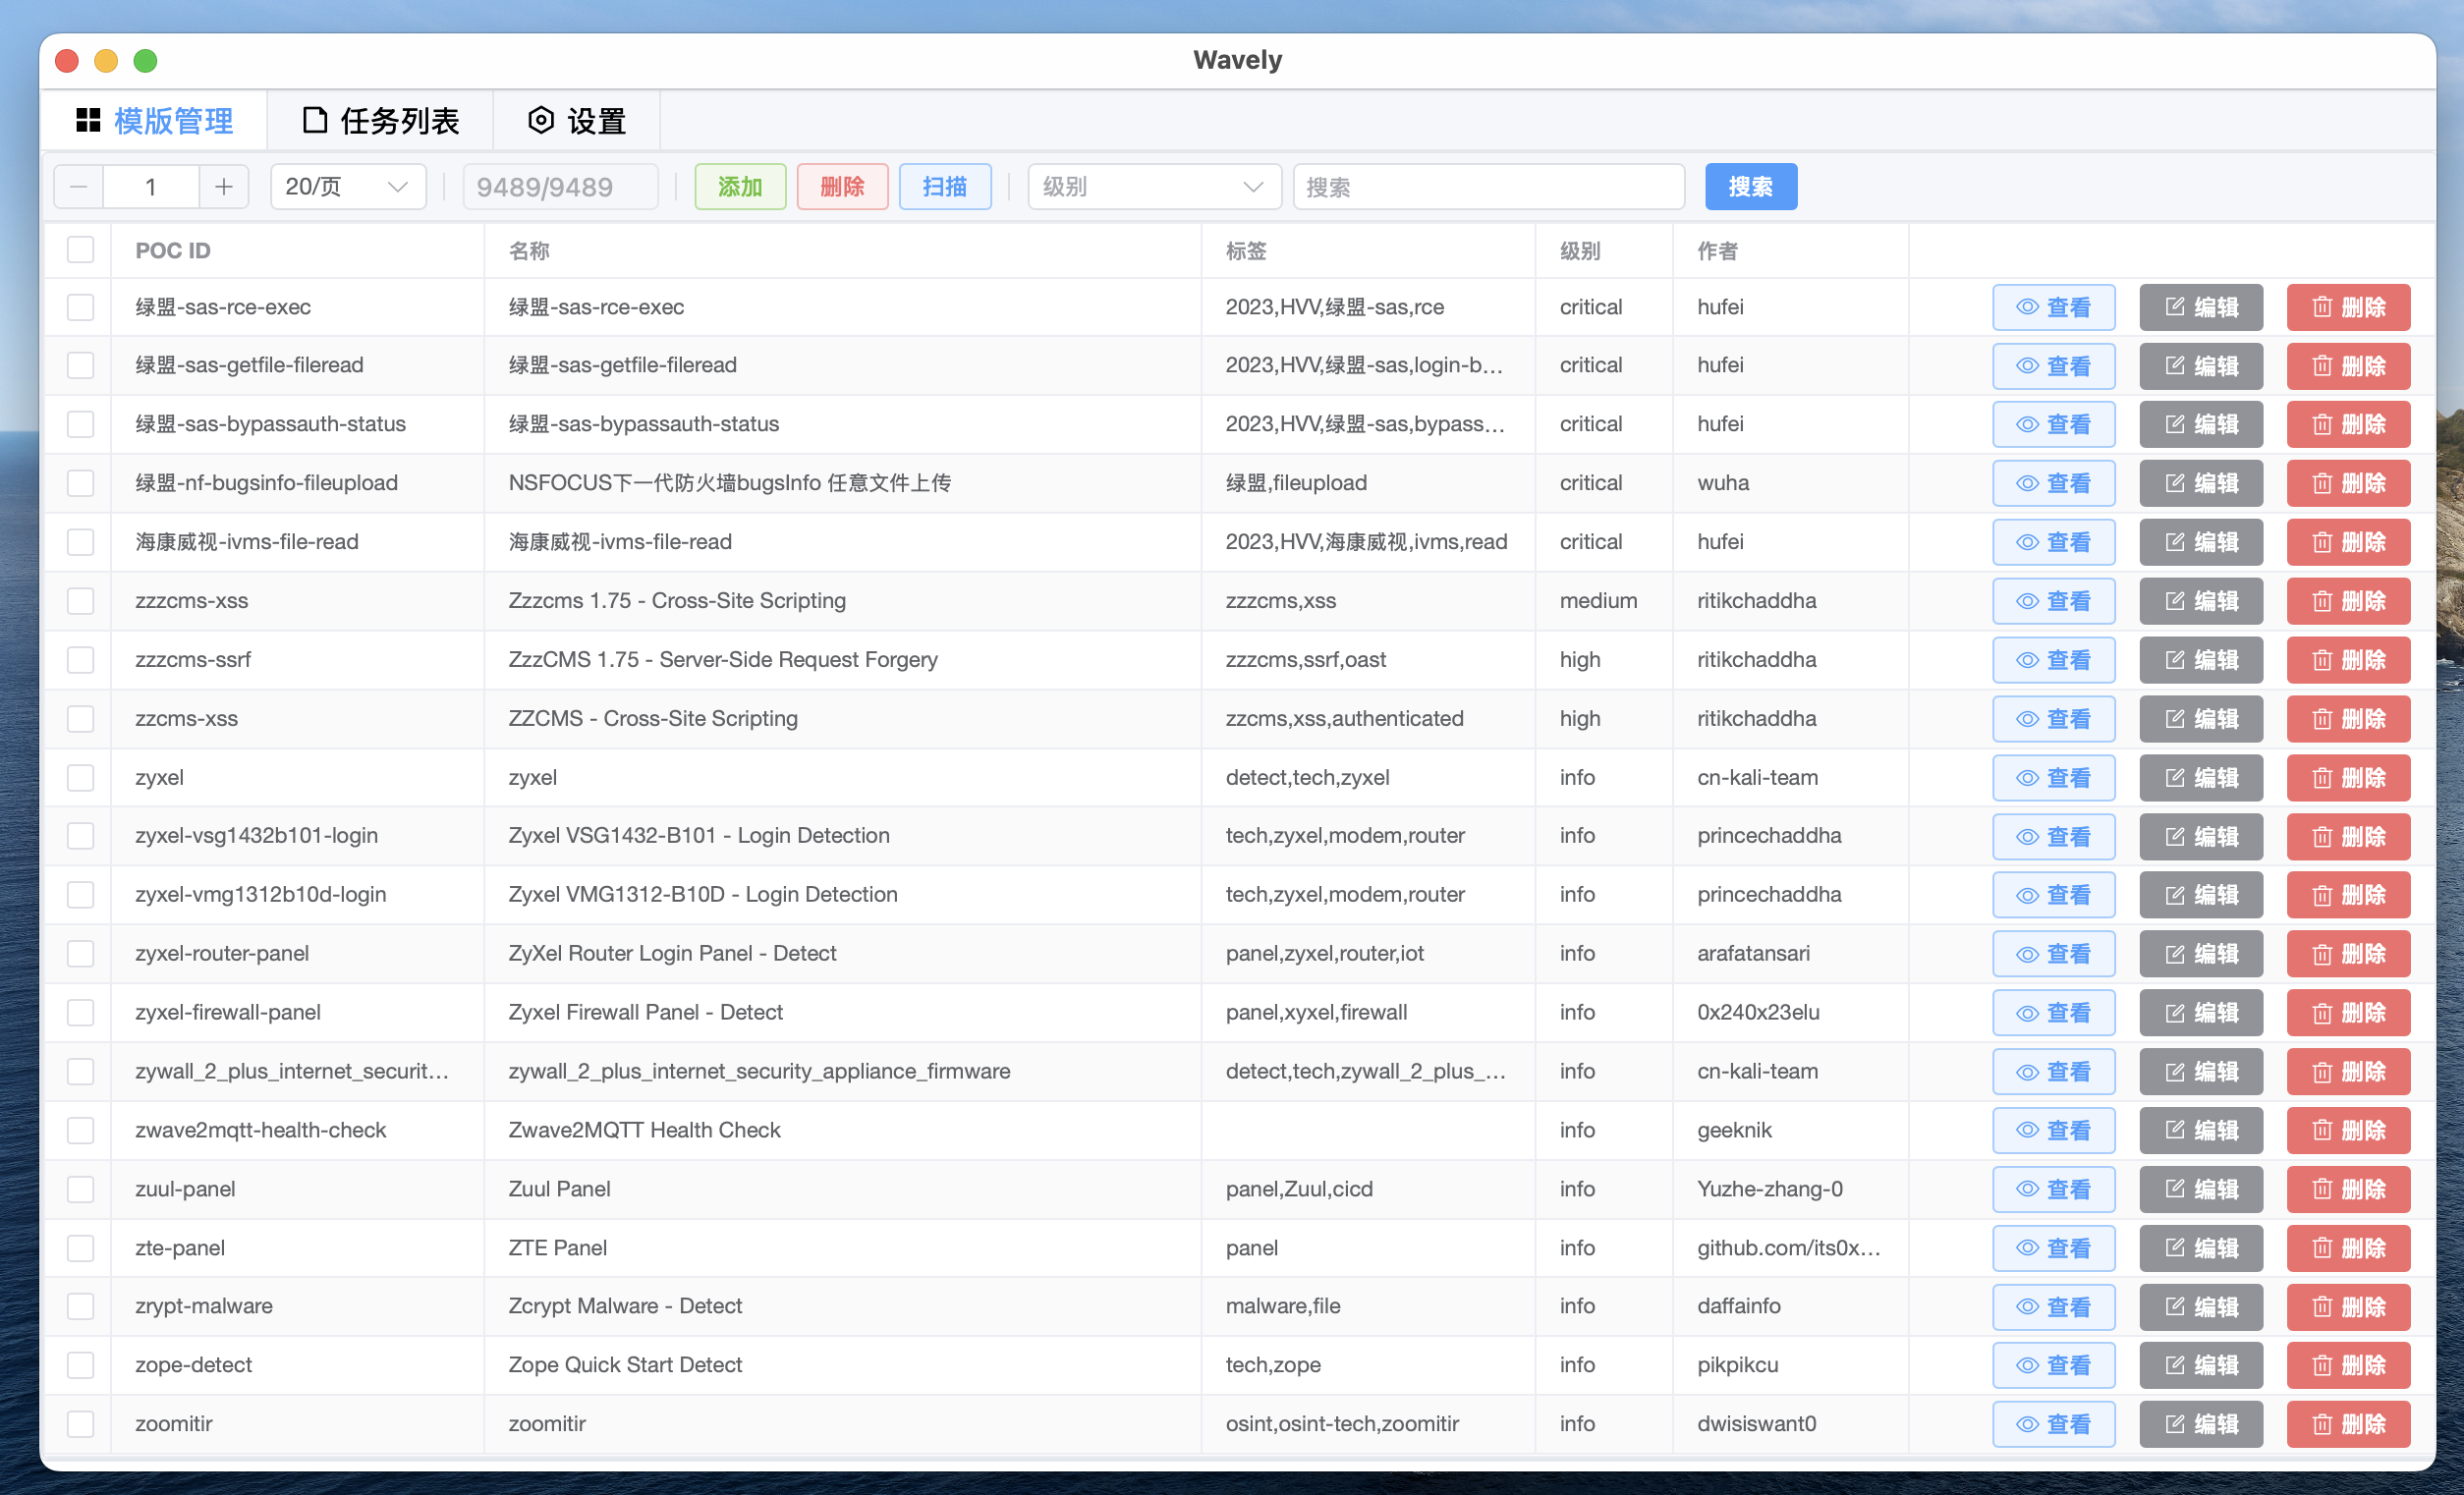 Wavely
模版管理 任务列表 设置
1 20/页 9489/9489 添加 删除 扫描 级别 搜索 搜索
POC ID 名称 标签 级别 作者
绿盟-sas-rce-exec 绿盟-sas-rce-exec 2023,HVV,绿盟-sas,rce critical hufei 查看 编辑 删除
绿盟-sas-getfile-fileread 绿盟-sas-getfile-fileread 2023,HVV,绿盟-sas,login-b... critical hufei 查看 编辑 删除
绿盟-sas-bypassauth-status 绿盟-sas-bypassauth-status 2023,HVV,绿盟-sas,bypass... critical hufei 查看 编辑 删除
绿盟-nf-bugsinfo-fileupload NSFOCUS下一代防火墙bugsInfo 任意文件上传 绿盟,fileupload critical wuha 查看 编辑 删除
海康威视-ivms-file-read 海康威视-ivms-file-read 2023,HVV,海康威视,ivms,read critical hufei 查看 编辑 删除
zzzcms-xss Zzzcms 1.75 - Cross-Site Scripting zzzcms,xss medium ritikchaddha 查看 编辑 删除
zzzcms-ssrf ZzzCMS 1.75 - Server-Side Request Forgery zzzcms,ssrf,oast high ritikchaddha 查看 编辑 删除
zzcms-xss ZZCMS - Cross-Site Scripting zzcms,xss,authenticated high ritikchaddha 查看 编辑 删除
zyxel zyxel detect,tech,zyxel info cn-kali-team 查看 编辑 删除
zyxel-vsg1432b101-login Zyxel VSG1432-B101 - Login Detection tech,zyxel,modem,router info princechaddha 查看 编辑 删除
zyxel-vmg1312b10d-login Zyxel VMG1312-B10D - Login Detection tech,zyxel,modem,router info princechaddha 查看 编辑 删除
zyxel-router-panel ZyXel Router Login Panel - Detect panel,zyxel,router,iot info arafatansari 查看 编辑 删除
zyxel-firewall-panel Zyxel Firewall Panel - Detect panel,xyxel,firewall info 0x240x23elu 查看 编辑 删除
zywall_2_plus_internet_securit... zywall_2_plus_internet_security_appliance_firmware detect,tech,zywall_2_plus_... info cn-kali-team 查看 编辑 删除
zwave2mqtt-health-check Zwave2MQTT Health Check info geeknik 查看 编辑 删除
zuul-panel Zuul Panel panel,Zuul,cicd info Yuzhe-zhang-0 查看 编辑 删除
zte-panel ZTE Panel panel info github.com/its0x... 查看 编辑 删除
zrypt-malware Zcrypt Malware - Detect malware,file info daffainfo 查看 编辑 删除
zope-detect Zope Quick Start Detect tech,zope info pikpikcu 查看 编辑 删除
zoomitir zoomitir osint,osint-tech,zoomitir info dwisiswant0 查看 编辑 删除